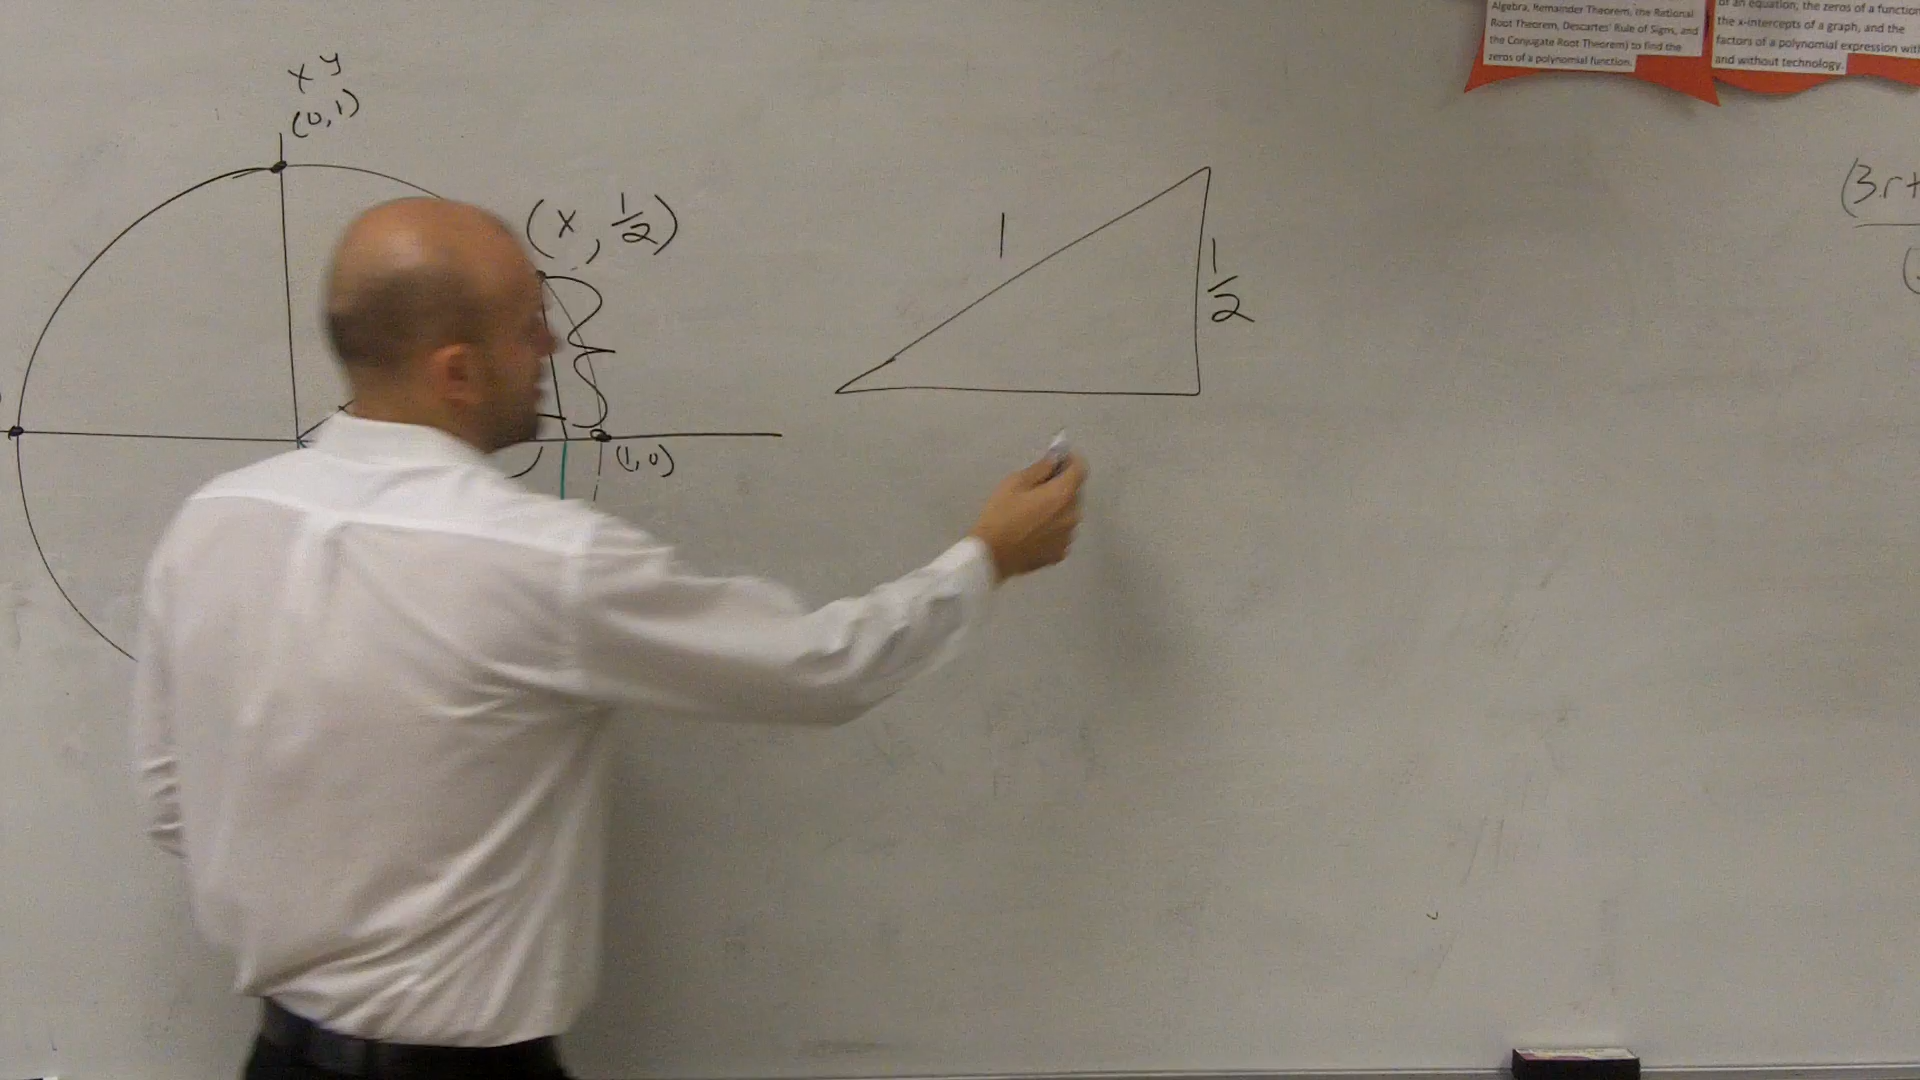 x y
(0,1)
(x, 1/2)
(1,0)
1
1/2
Algebra, Remainder Theorem, the Rational
Root Theorem, Descartes' Rule of Signs, and
the Conjugate Root Theorem) to find the
zeros of a polynomial function.
of an equation, the zeros of a function
the x-intercepts of a graph, and the
factors of a polynomial expression with
and without technology.
(3r+
(